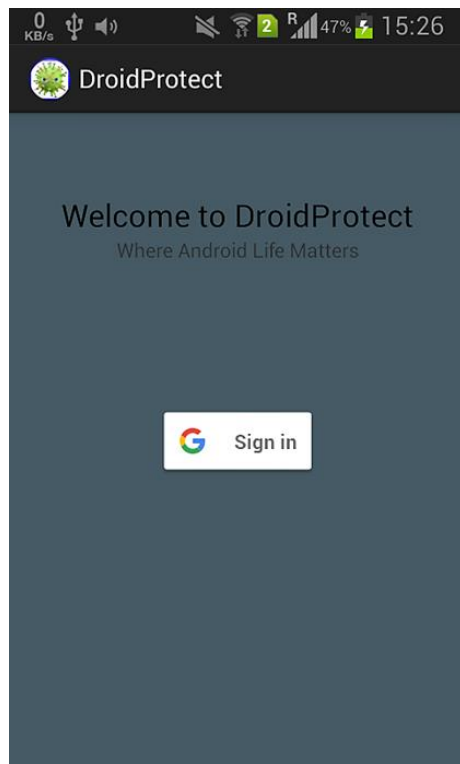 0
KB/s
2
R
47%
15:26
DroidProtect
Welcome to DroidProtect
Where Android Life Matters
G Sign in